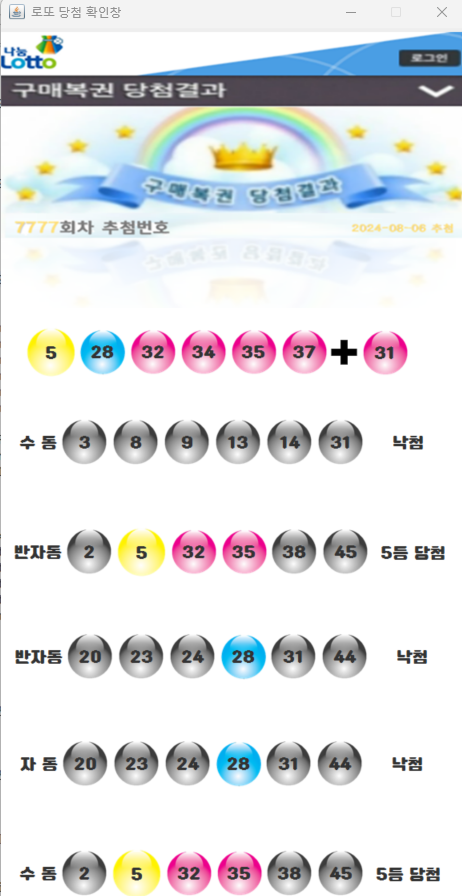 로또 당첨 확인창
나눔
Lotto
로그인
구매복권 당첨결과
구매복권 당첨결과
7777회차 추첨번호
2024-08-06 추첨
5 28 32 34 35 37 + 31
수 동 3 8 9 13 14 31 낙첨
반자동 2 5 32 35 38 45 5등 당첨
반자동 20 23 24 28 31 44 낙첨
자 동 20 23 24 28 31 44 낙첨
수 동 2 5 32 35 38 45 5등 당첨